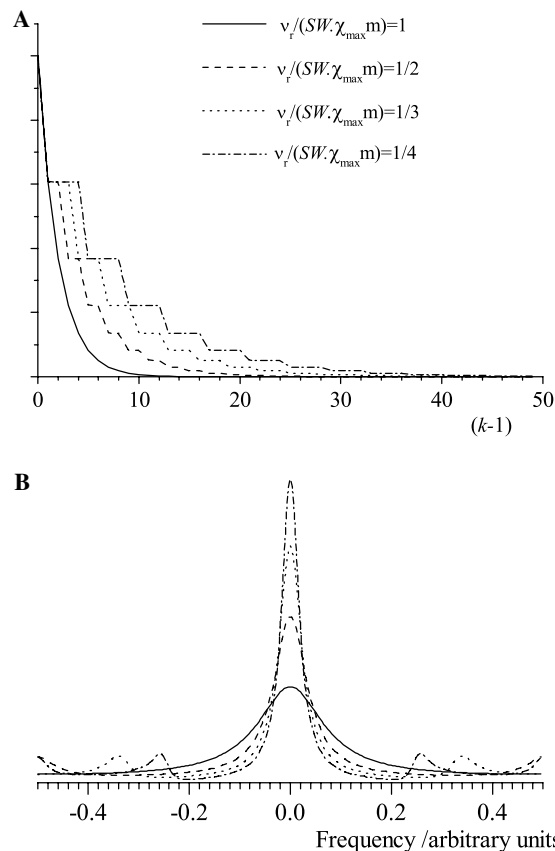 A
ν_r/(SW.χ_max m)=1
ν_r/(SW.χ_max m)=1/2
ν_r/(SW.χ_max m)=1/3
ν_r/(SW.χ_max m)=1/4
0 10 20 30 40 50
(k-1)
B
-0.4 -0.2 0.0 0.2 0.4
Frequency /arbitrary units